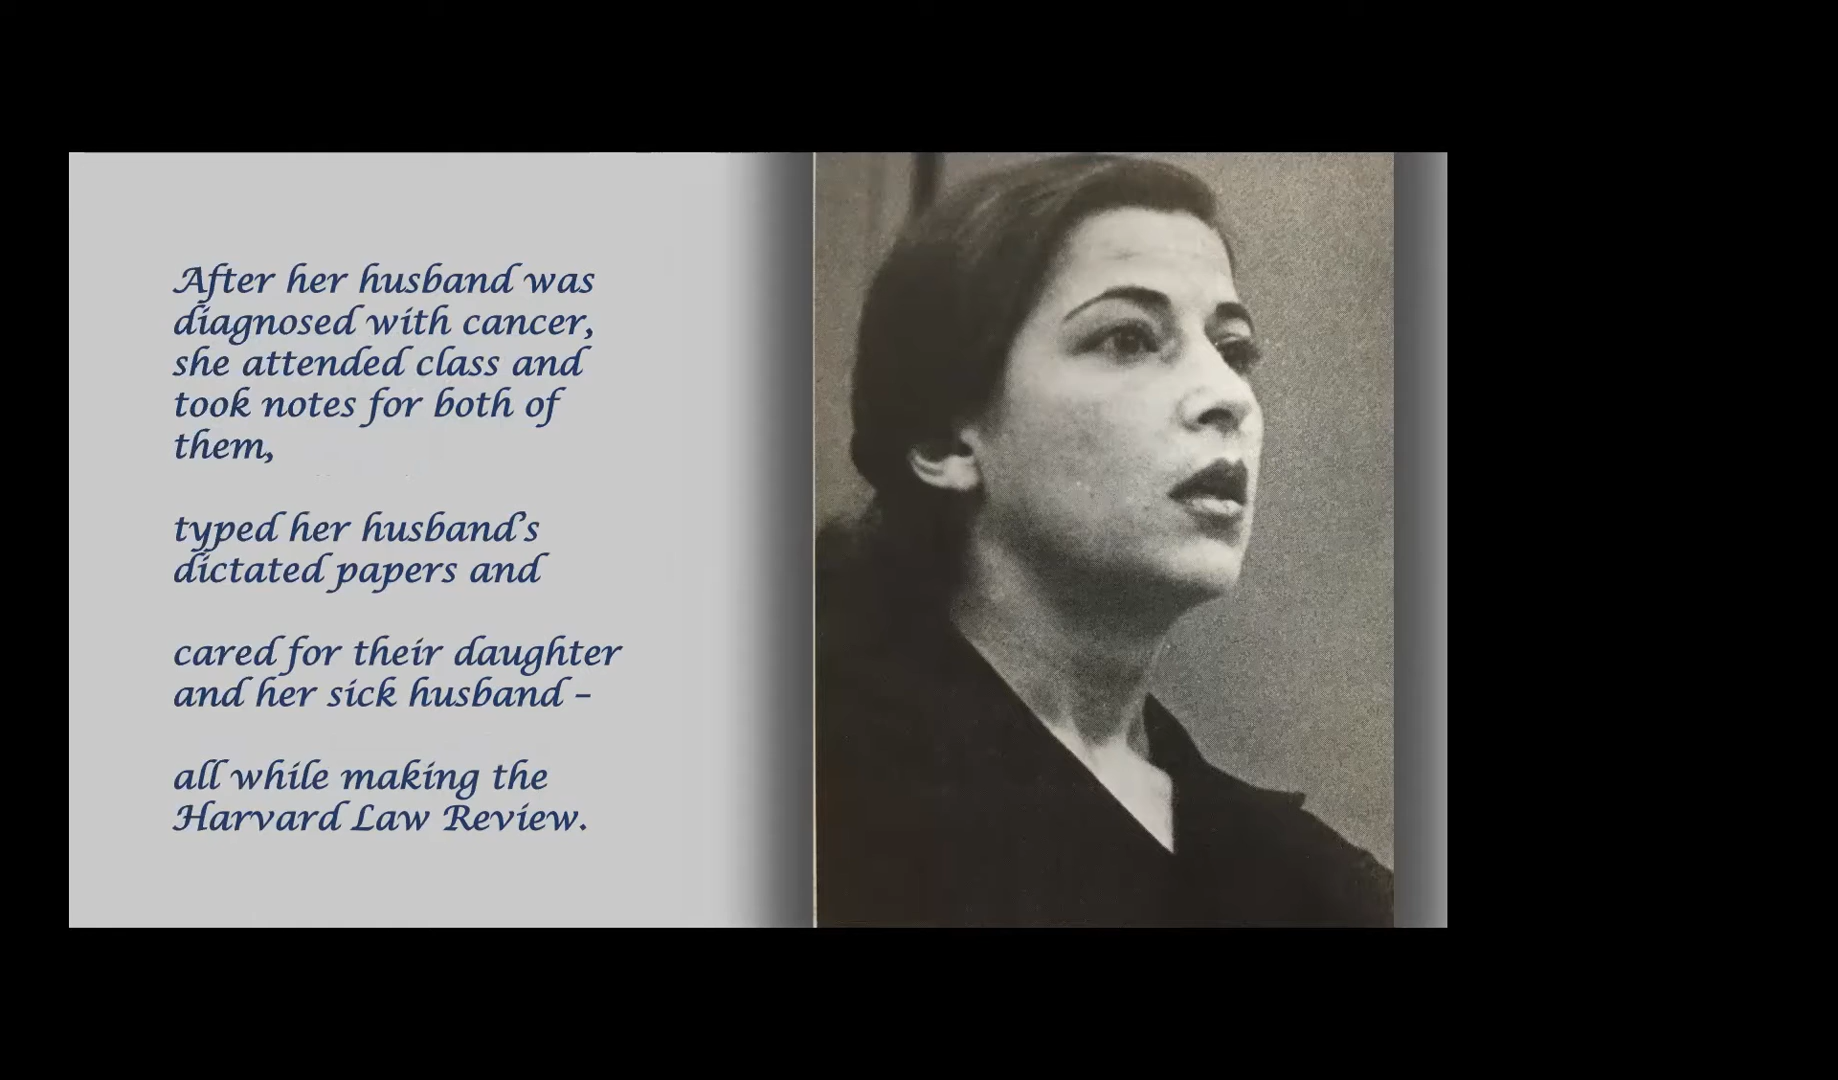 After her husband was
diagnosed with cancer,
she attended class and
took notes for both of
them,
typed her husband’s
dictated papers and
cared for their daughter
and her sick husband –
all while making the
Harvard Law Review.